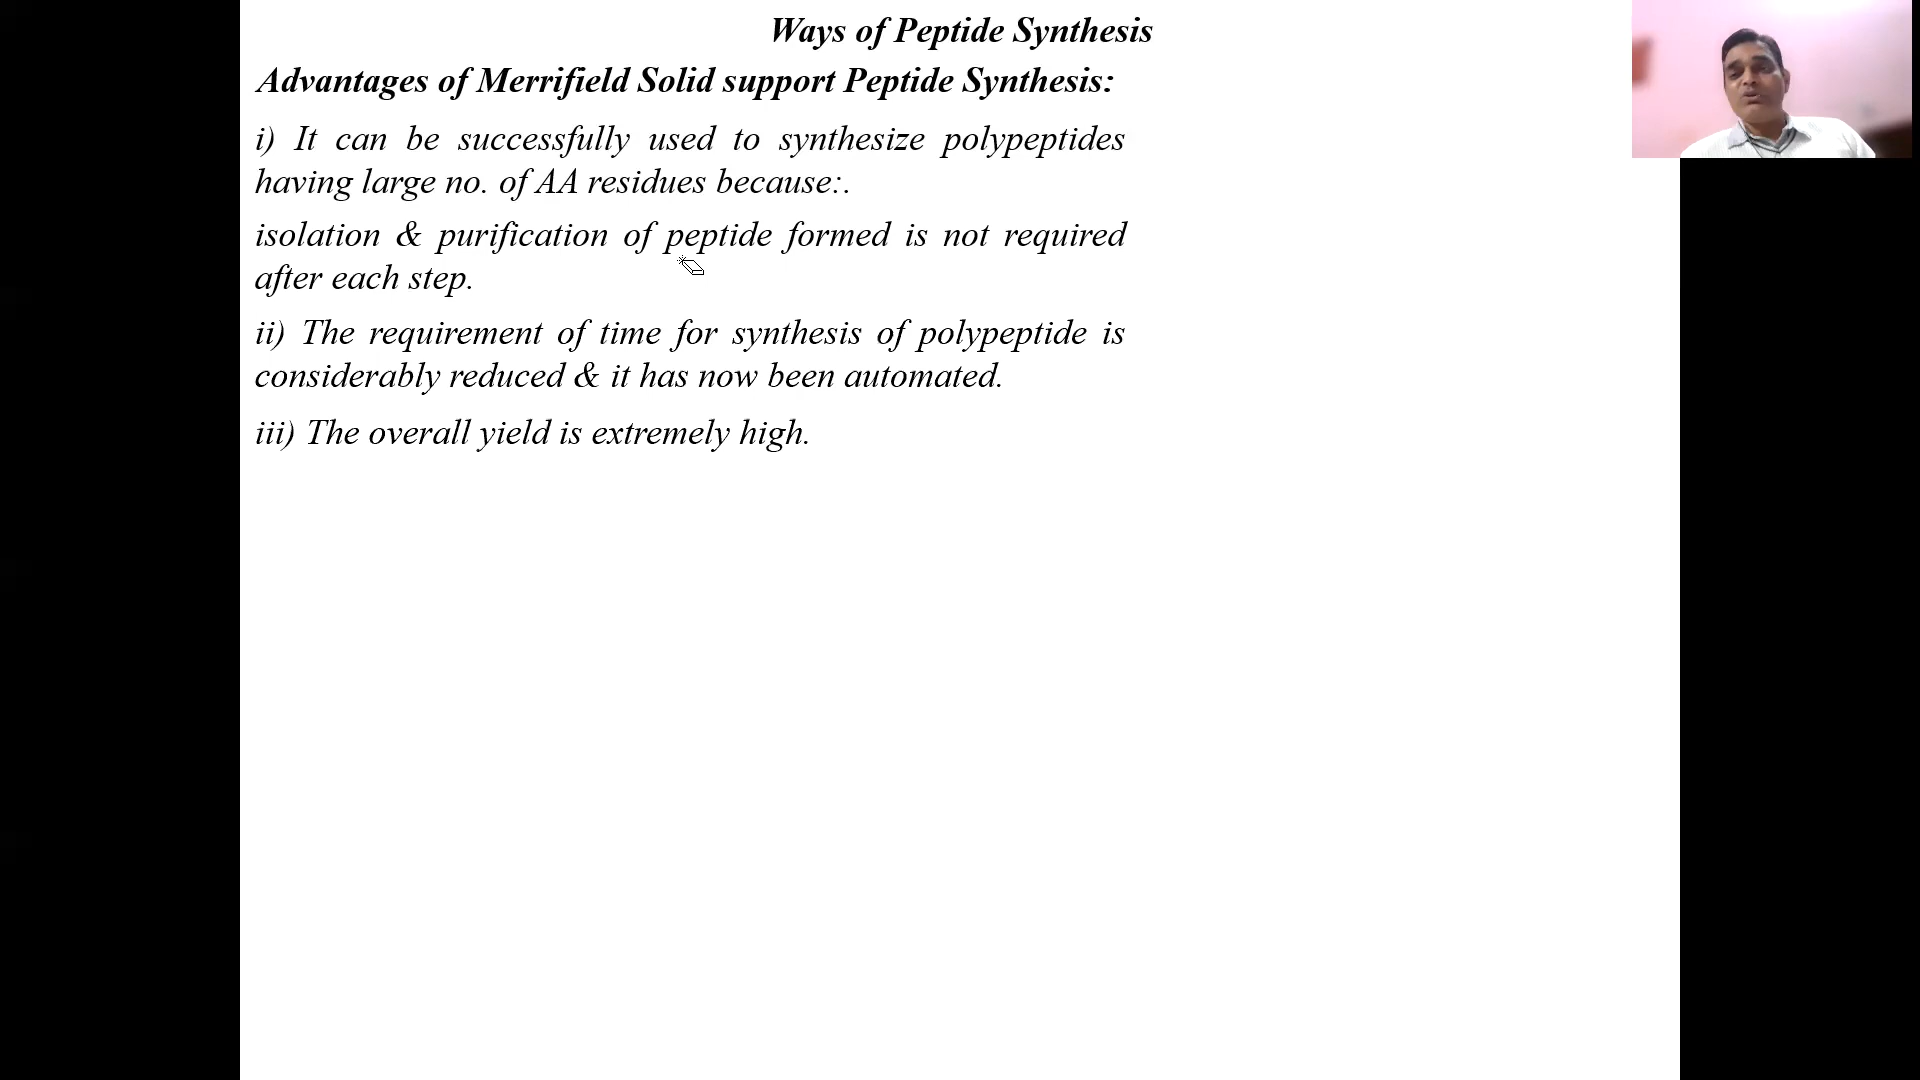 Ways of Peptide Synthesis
Advantages of Merrifield Solid support Peptide Synthesis:
i) It can be successfully used to synthesize polypeptides
having large no. of AA residues because:.
isolation & purification of peptide formed is not required
after each step.
ii) The requirement of time for synthesis of polypeptide is
considerably reduced & it has now been automated.
iii) The overall yield is extremely high.